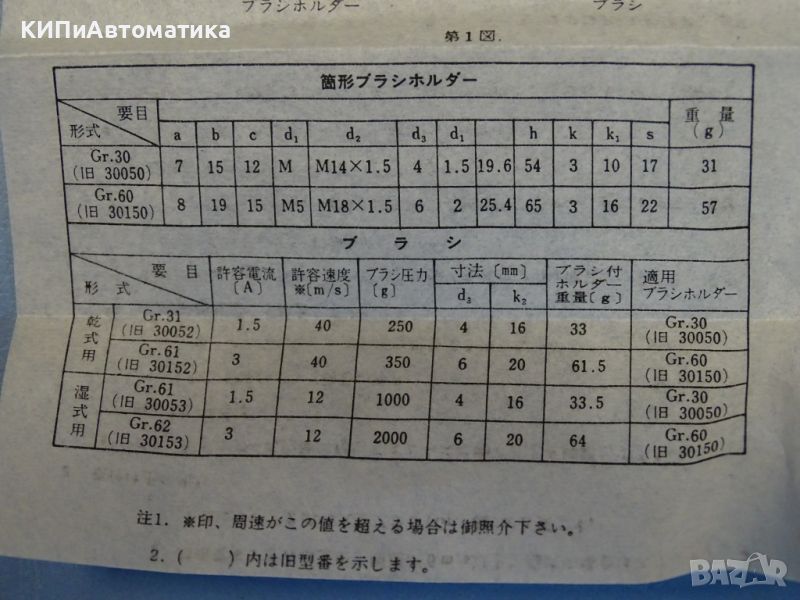 ブラシホルダー ブラシ
КИПиАвтоматика
第1図.
筒形ブラシホルダー
要目 形式 a b c d₁ d₂ d₃ d₁ h k k₁ s 重量(g)
Gr.30 (旧 30050) 7 15 12 M M14×1.5 4 1.5 19.6 54 3 10 17 31
Gr.60 (旧 30150) 8 19 15 M5 M18×1.5 6 2 25.4 65 3 16 22 57
ブラシ
要目 形式 許容電流〔A〕 許容速度※〔m/s〕 ブラシ圧力〔g〕 寸法〔mm〕 d₃ k₂ ブラシ付ホルダー重量〔g〕 適用ブラシホルダー
乾式用 Gr.31 (旧 30052) 1.5 40 250 4 16 33 Gr.30 (旧 30050)
Gr.61 (旧 30152) 3 40 350 6 20 61.5 Gr.60 (旧 30150)
湿式用 Gr.61 (旧 30053) 1.5 12 1000 4 16 33.5 Gr.30 (旧 30050)
Gr.62 (旧 30153) 3 12 2000 6 20 64 Gr.60 (旧 30150)
注1. ※印、周速がこの値を超える場合は御照介下さい。
2. ( )内は旧型番を示します。
BAZAR
bg